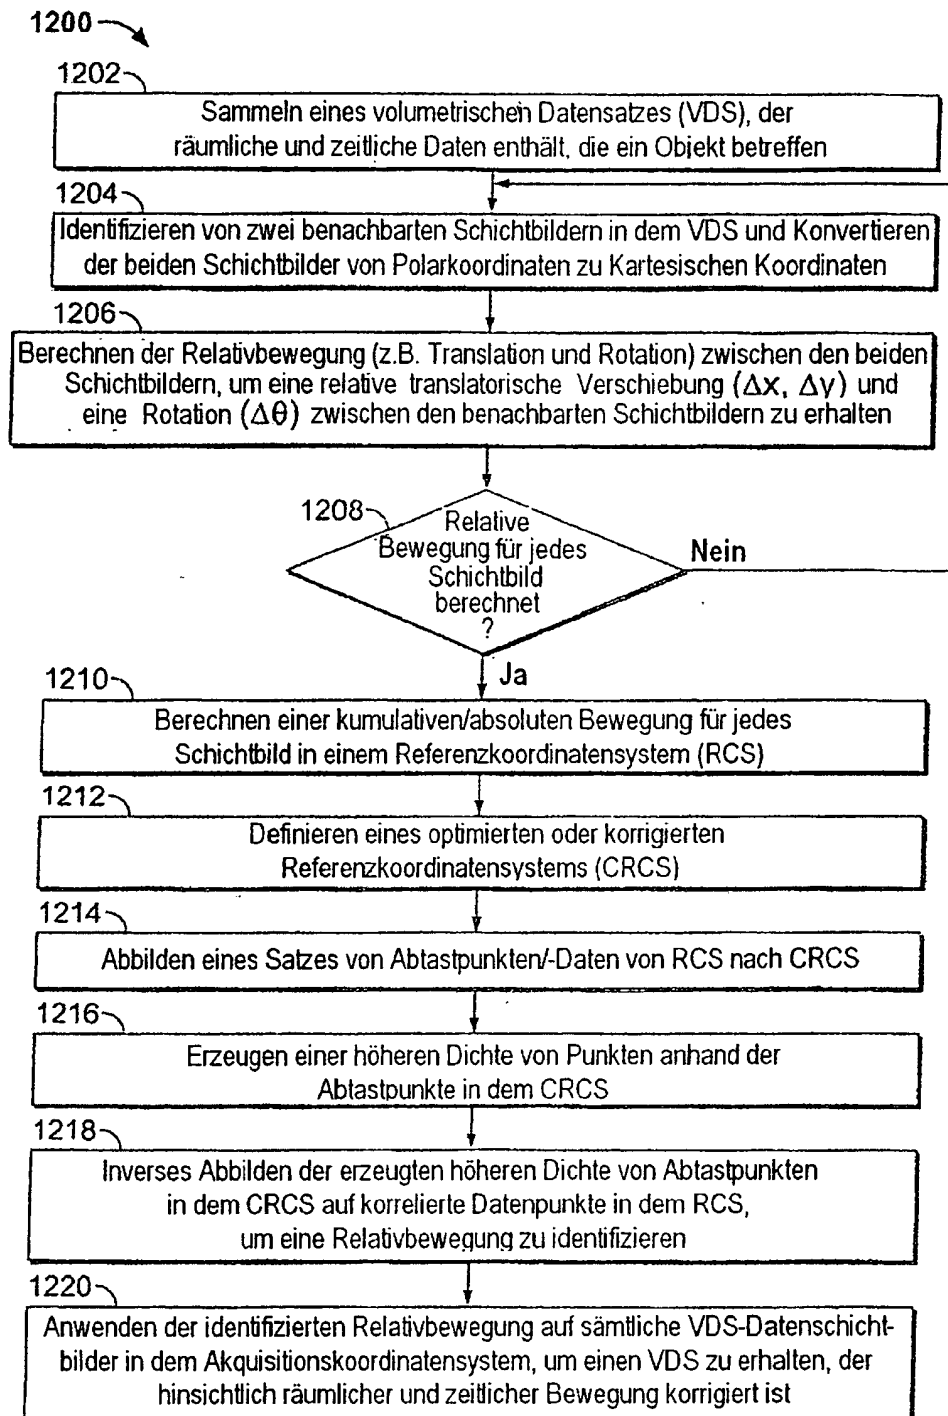 1200
1202
Sammeln eines volumetrischen Datensatzes (VDS), der
räumliche und zeitliche Daten enthält, die ein Objekt betreffen
1204
Identifizieren von zwei benachbarten Schichtbildern in dem VDS und Konvertieren
der beiden Schichtbilder von Polarkoordinaten zu Kartesischen Koordinaten
1206
Berechnen der Relativbewegung (z.B. Translation und Rotation) zwischen den beiden
Schichtbildern, um eine relative translatorische Verschiebung (Δx, Δy) und
eine Rotation (Δθ) zwischen den benachbarten Schichtbildern zu erhalten
1208
Relative
Bewegung für jedes
Schichtbild
berechnet
?
Nein
Ja
1210
Berechnen einer kumulativen/absoluten Bewegung für jedes
Schichtbild in einem Referenzkoordinatensystem (RCS)
1212
Definieren eines optimierten oder korrigierten
Referenzkoordinatensystems (CRCS)
1214
Abbilden eines Satzes von Abtastpunkten/-Daten von RCS nach CRCS
1216
Erzeugen einer höheren Dichte von Punkten anhand der
Abtastpunkte in dem CRCS
1218
Inverses Abbilden der erzeugten höheren Dichte von Abtastpunkten
in dem CRCS auf korrelierte Datenpunkte in dem RCS,
um eine Relativbewegung zu identifizieren
1220
Anwenden der identifizierten Relativbewegung auf sämtliche VDS-Datenschicht-
bilder in dem Akquisitionskoordinatensystem, um einen VDS zu erhalten, der
hinsichtlich räumlicher und zeitlicher Bewegung korrigiert ist